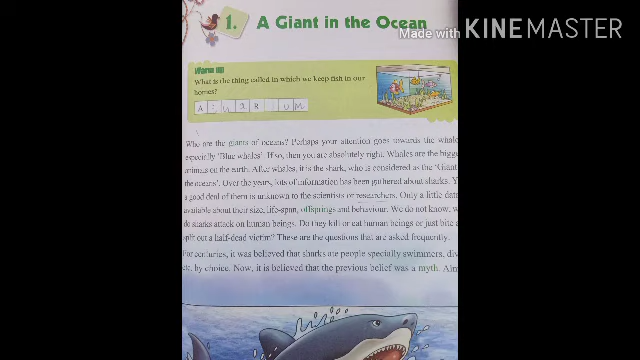 Made with KINEMASTER
1. A Giant in the Ocean
Warm Up
What is the thing called in which we keep fish in our
homes?
Who are the giants of oceans? Perhaps your attention goes towards the whale
especially 'Blue whales'. If so, then you are absolutely right. Whales are the bigge
animals on the earth. After whales, it is the shark, who is considered as the 'Giant
the oceans'. Over the years, lots of information has been gathered about sharks. Y
a good deal of them is unknown to the scientists or researchers. Only a little data
available about their size, life-span, offsprings and behaviour. We do not know, w
do sharks attack on human beings. Do they kill or eat human beings or just bite a
split out a half-dead victim? These are the questions that are asked frequently.
For centuries, it was believed that sharks ate people specially swimmers, div
etc. by choice. Now, it is believed that the previous belief was a myth. Alm